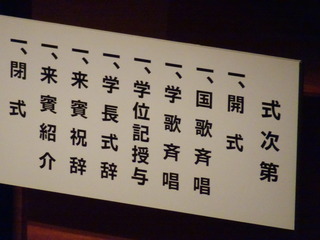 式次第
一、開式
一、国歌斉唱
一、学歌斉唱
一、学位記授与
一、学長式辞
一、来賓祝辞
一、来賓紹介
一、閉式